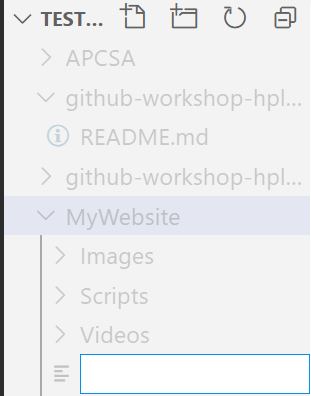 TEST...
APCSA
github-workshop-hpl...
README.md
github-workshop-hpl...
MyWebsite
Images
Scripts
Videos